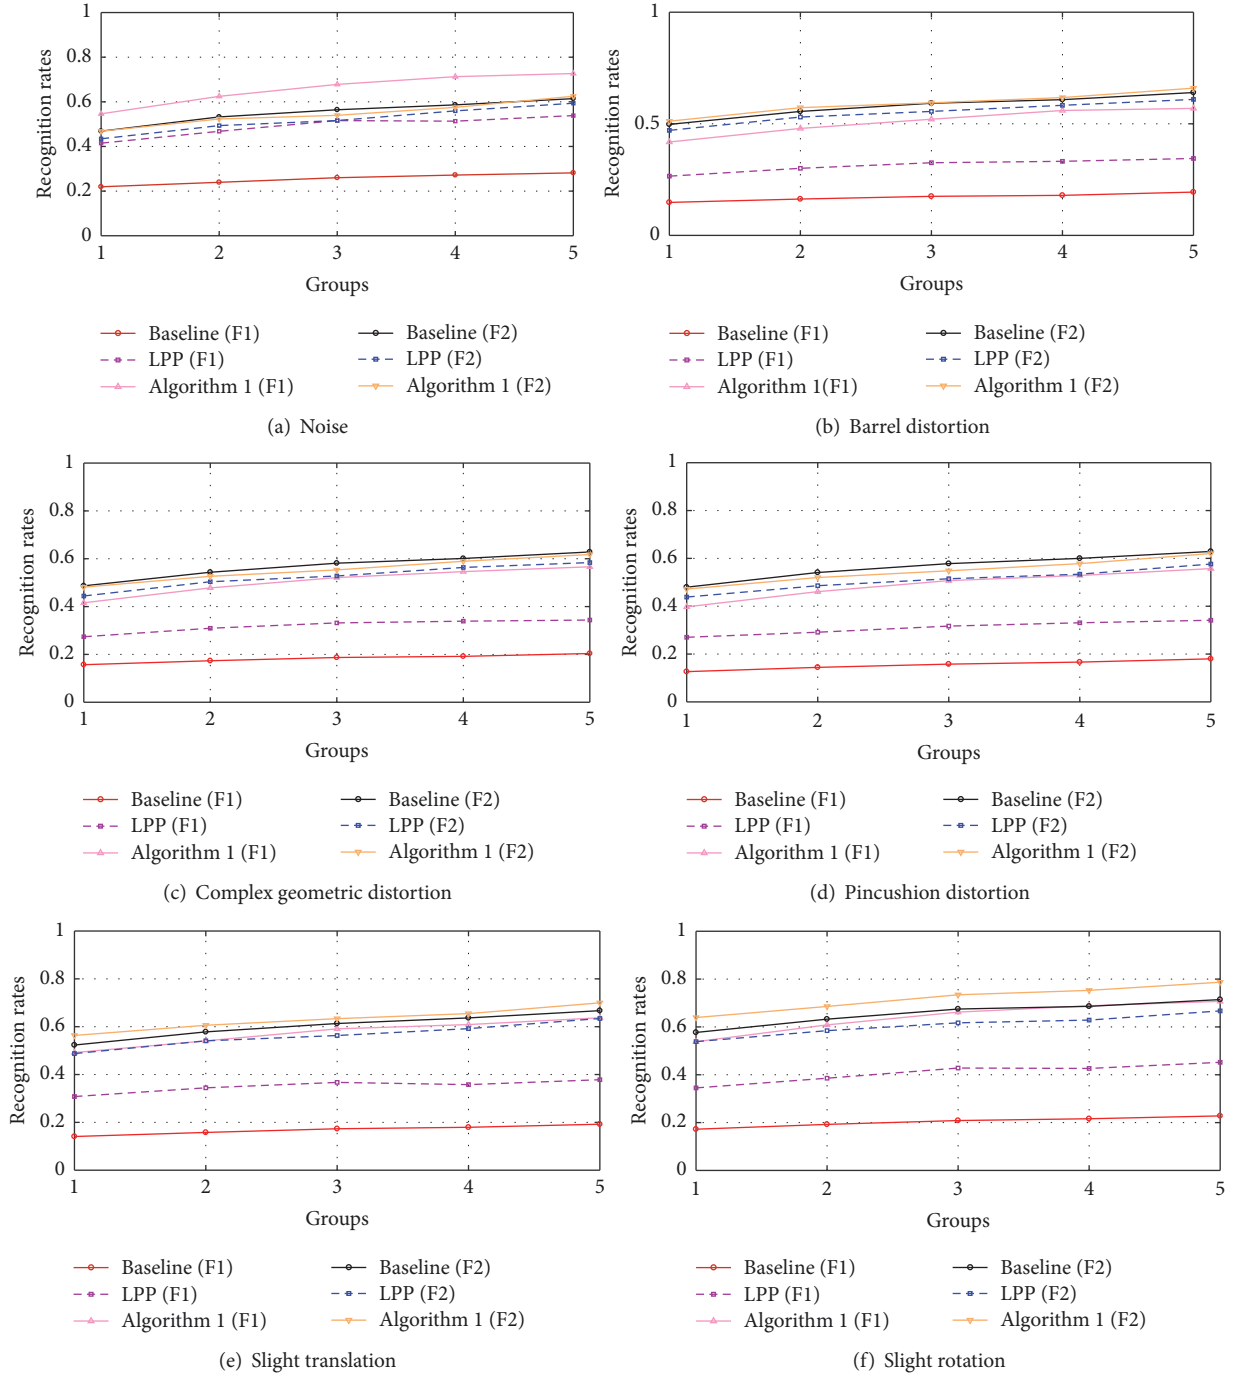 1
0.8
0.6
0.4
0.2
0
Recognition rates
1 2 3 4 5
Groups
Baseline (F1)
LPP (F1)
Algorithm 1 (F1)
Baseline (F2)
LPP (F2)
Algorithm 1 (F2)
(a) Noise
1
0.5
0
Recognition rates
1 2 3 4 5
Groups
Baseline (F1)
LPP (F1)
Algorithm 1(F1)
Baseline (F2)
LPP (F2)
Algorithm 1 (F2)
(b) Barrel distortion
1
0.8
0.6
0.4
0.2
0
Recognition rates
1 2 3 4 5
Groups
Baseline (F1)
LPP (F1)
Algorithm 1 (F1)
Baseline (F2)
LPP (F2)
Algorithm 1 (F2)
(c) Complex geometric distortion
1
0.8
0.6
0.4
0.2
0
Recognition rates
1 2 3 4 5
Groups
Baseline (F1)
LPP (F1)
Algorithm 1 (F1)
Baseline (F2)
LPP (F2)
Algorithm 1 (F2)
(d) Pincushion distortion
1
0.8
0.6
0.4
0.2
0
Recognition rates
1 2 3 4 5
Groups
Baseline (F1)
LPP (F1)
Algorithm 1 (F1)
Baseline (F2)
LPP (F2)
Algorithm 1 (F2)
(e) Slight translation
1
0.8
0.6
0.4
0.2
0
Recognition rates
1 2 3 4 5
Groups
Baseline (F1)
LPP (F1)
Algorithm 1 (F1)
Baseline (F2)
LPP (F2)
Algorithm 1 (F2)
(f) Slight rotation